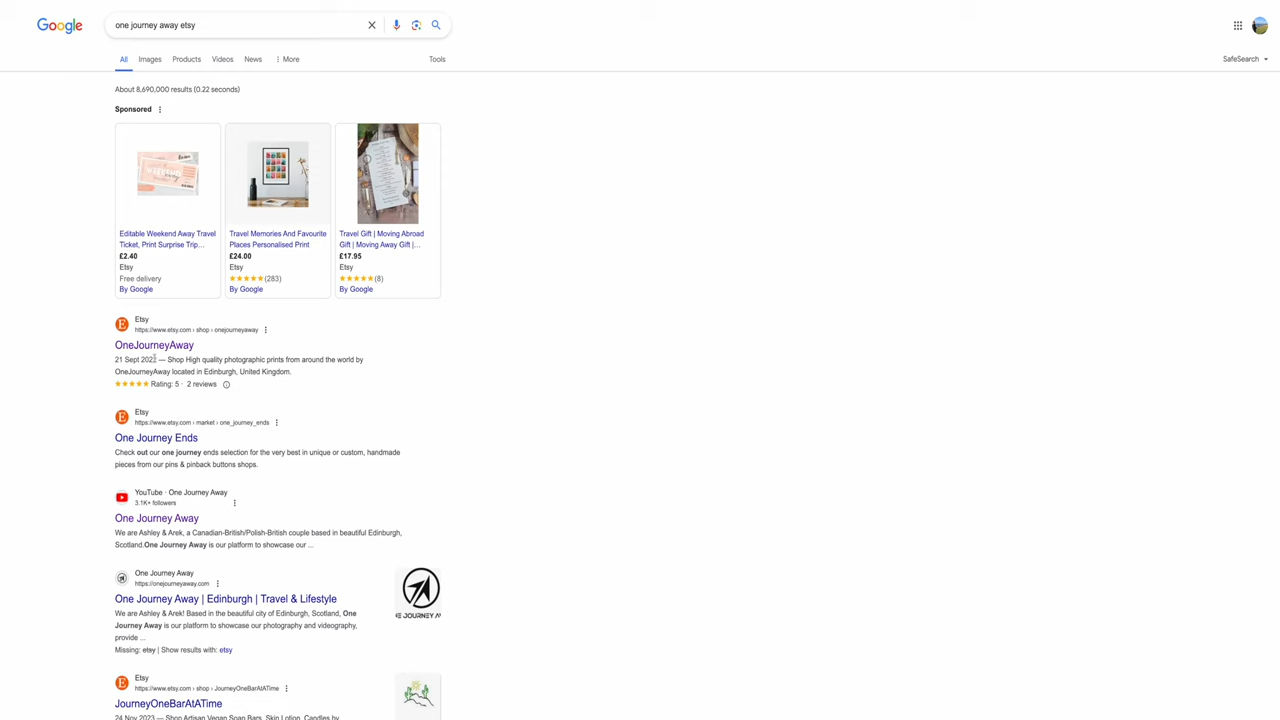 Google
one journey away etsy
All
Images
Products
Videos
News
More
Tools
SafeSearch
About 8,690,000 results (0.22 seconds)
Sponsored
Editable Weekend Away Travel
Ticket, Print Surprise Trip…
£2.40
Etsy
Free delivery
By Google
Travel Memories And Favourite
Places Personalised Print
£24.00
Etsy
(283)
By Google
Travel Gift | Moving Abroad
Gift | Moving Away Gift |…
£17.95
Etsy
(8)
By Google
Etsy
https://www.etsy.com › shop › onejourneyaway
OneJourneyAway
21 Sept 2022 — Shop High quality photographic prints from around the world by
OneJourneyAway located in Edinburgh, United Kingdom.
Rating: 5 · 2 reviews
Etsy
https://www.etsy.com › market › one_journey_ends
One Journey Ends
Check out our one journey ends selection for the very best in unique or custom, handmade
pieces from our pins & pinback buttons shops.
YouTube · One Journey Away
3.1K+ followers
One Journey Away
We are Ashley & Arek, a Canadian-British/Polish-British couple based in beautiful Edinburgh,
Scotland.One Journey Away is our platform to showcase our ...
One Journey Away
https://onejourneyaway.com
One Journey Away | Edinburgh | Travel & Lifestyle
We are Ashley & Arek! Based in the beautiful city of Edinburgh, Scotland, One
Journey Away is our platform to showcase our photography and videography,
provide ...
Missing: etsy | Show results with: etsy
E JOURNEY A
Etsy
https://www.etsy.com › shop › JourneyOneBarAtATime
JourneyOneBarAtATime
24 Nov 2023 — Shop Artisan Vegan Soap Bars, Skin Lotion, Candles by